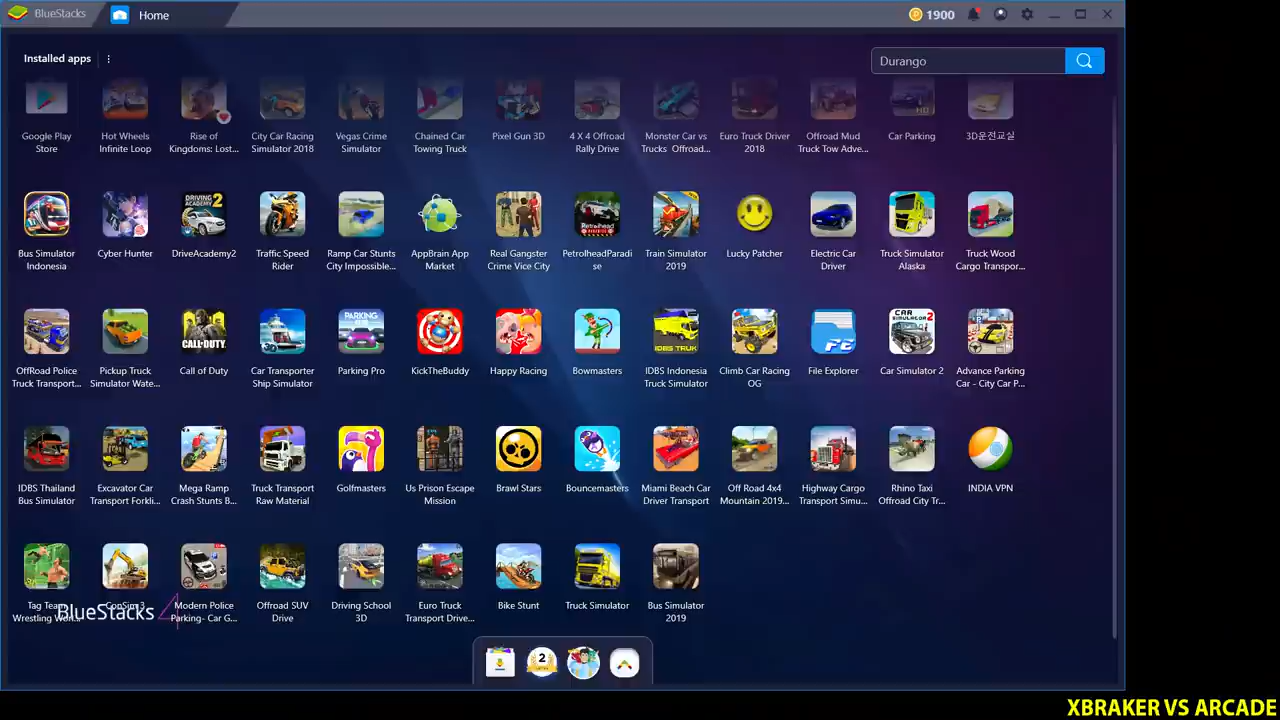 BlueStacks Home 1900
Installed apps Durango
Google Play Store
Hot Wheels Infinite Loop
Rise of Kingdoms: Lost...
City Car Racing Simulator 2018
Vegas Crime Simulator
Chained Car Towing Truck
Pixel Gun 3D
4 X 4 Offroad Rally Drive
Monster Car vs Trucks Offroad...
Euro Truck Driver 2018
Offroad Mud Truck Tow Adve...
Car Parking
3D운전교실
Bus Simulator Indonesia
Cyber Hunter
DriveAcademy2
Traffic Speed Rider
Ramp Car Stunts City Impossible...
AppBrain App Market
Real Gangster Crime Vice City
PetrolheadParadise
Train Simulator 2019
Lucky Patcher
Electric Car Driver
Truck Simulator Alaska
Truck Wood Cargo Transpor...
OffRoad Police Truck Transport...
Pickup Truck Simulator Wate...
Call of Duty
Car Transporter Ship Simulator
Parking Pro
KickTheBuddy
Happy Racing
Bowmasters
IDBS Indonesia Truck Simulator
Climb Car Racing OG
File Explorer
Car Simulator 2
Advance Parking Car - City Car P...
IDBS Thailand Bus Simulator
Excavator Car Transport Forkli...
Mega Ramp Crash Stunts B...
Truck Transport Raw Material
Golfmasters
Us Prison Escape Mission
Brawl Stars
Bouncemasters
Miami Beach Car Driver Transport
Off Road 4x4 Mountain 2019...
Highway Cargo Transport Simu...
Rhino Taxi Offroad City Tr...
INDIA VPN
Tag Team Wrestling
Modern Police Parking- Car G...
Offroad SUV Drive
Driving School 3D
Euro Truck Transport Drive...
Bike Stunt
Truck Simulator
Bus Simulator 2019
BlueStacks 4
2
XBRAKER VS ARCADE